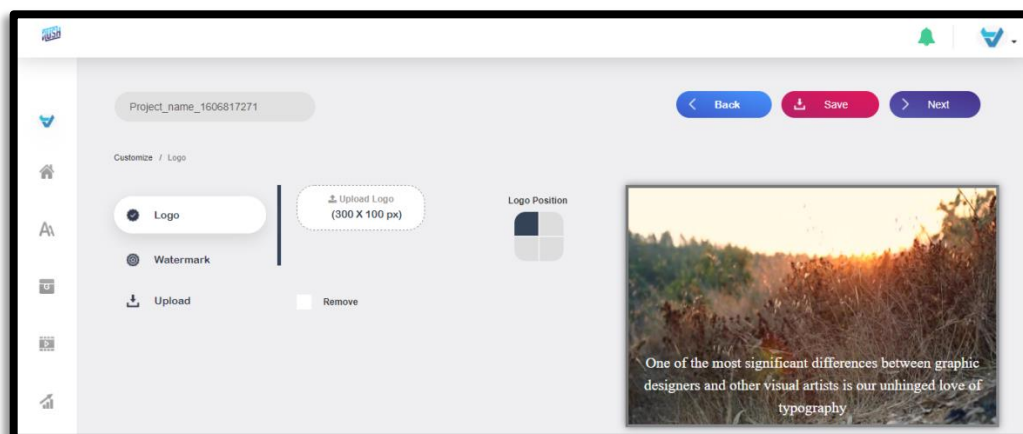 Project_name_1606817271
Back
Save
Next
Customize / Logo
Logo
Watermark
Upload
Upload Logo
(300 X 100 px)
Remove
Logo Position
One of the most significant differences between graphic
designers and other visual artists is our unhinged love of
typography